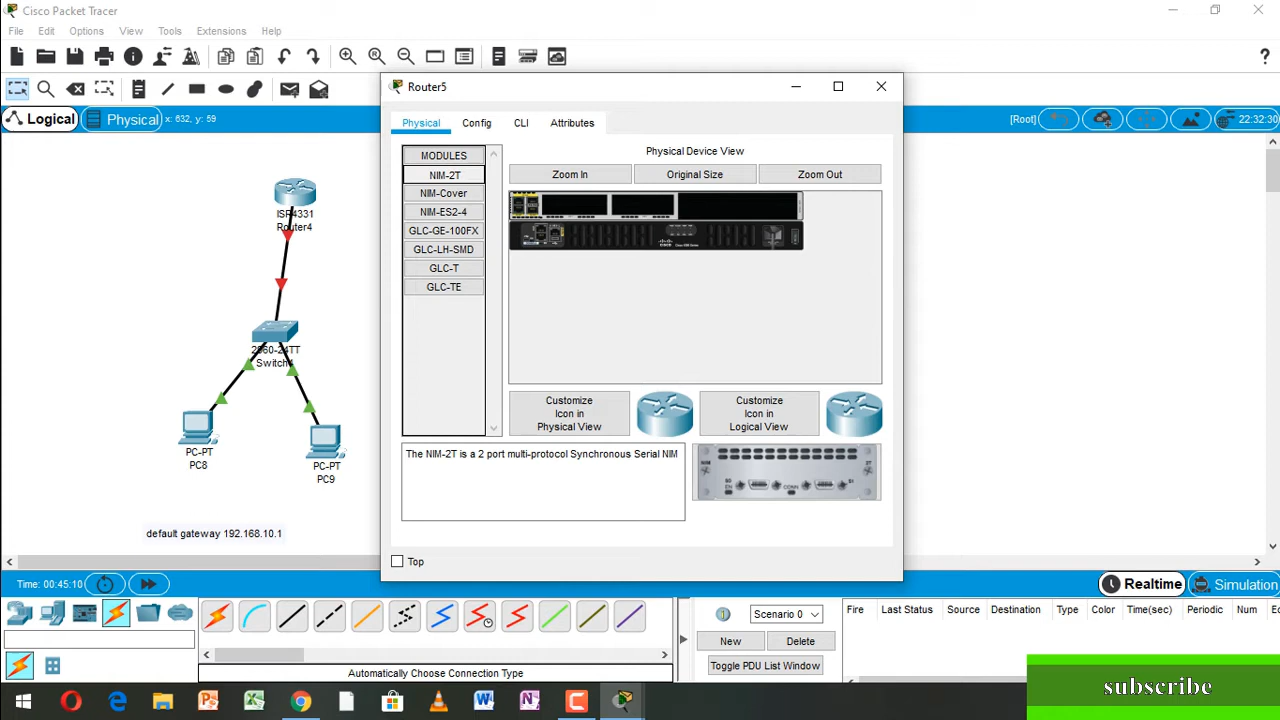 Cisco Packet Tracer
File Edit Options View Tools Extensions Help
?
Logical Physical x: 632, y: 59
[Root] 22:32:30
Router5
Physical Config CLI Attributes
MODULES
NIM-2T
NIM-Cover
NIM-ES2-4
GLC-GE-100FX
GLC-LH-SMD
GLC-T
GLC-TE
Physical Device View
Zoom In Original Size Zoom Out
Customize
Icon in
Physical View
Customize
Icon in
Logical View
The NIM-2T is a 2 port multi-protocol Synchronous Serial NIM
Top
ISR4331
Router4
2960-24TT
PC-PT
PC8
PC-PT
PC9
default gateway 192.168.10.1
Time: 00:45:10
Realtime Simulation
Scenario 0
New Delete
Toggle PDU List Window
Fire Last Status Source Destination Type Color Time(sec) Periodic Num
Automatically Choose Connection Type
subscribe